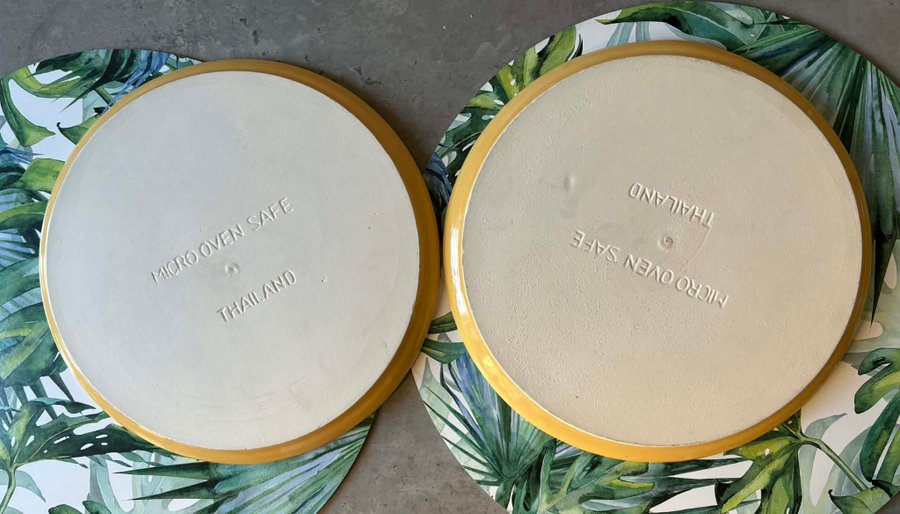 MICRO OVEN SAFE
THAILAND
MICRO OVEN SAFE
THAILAND